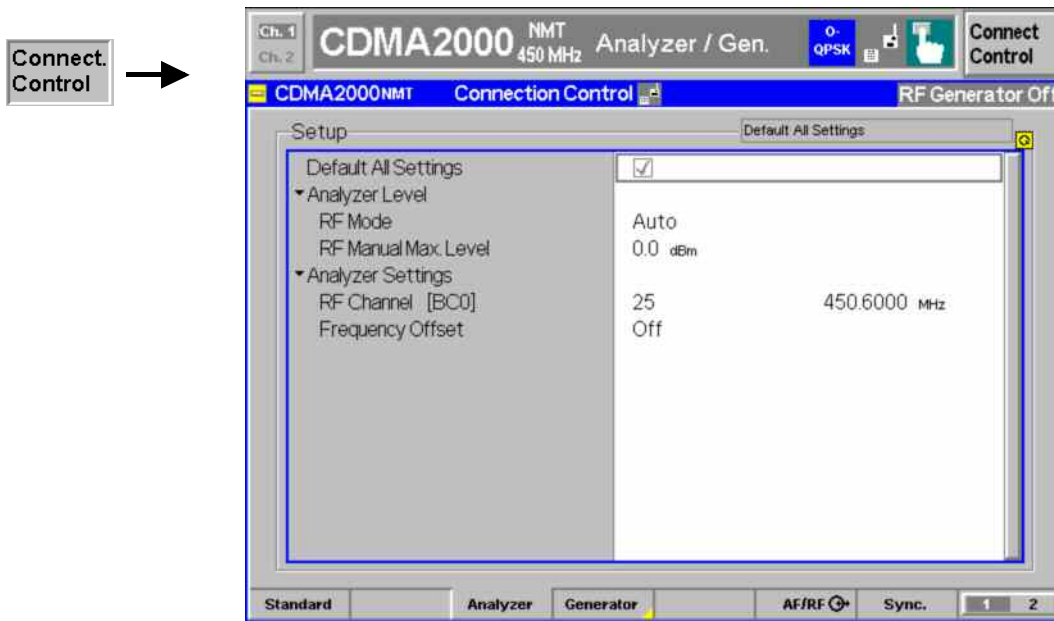 Connect.
Control
Ch. 1
Ch. 2
CDMA2000 NMT 450 MHz Analyzer / Gen.
O-
QPSK
Connect
Control
CDMA2000NMT Connection Control RF Generator Off
Setup
Default All Settings
Default All Settings
Analyzer Level
RF Mode Auto
RF Manual Max. Level 0.0 dBm
Analyzer Settings
RF Channel [BC0] 25 450.6000 MHz
Frequency Offset Off
Standard Analyzer Generator AF/RF Sync. 1 2